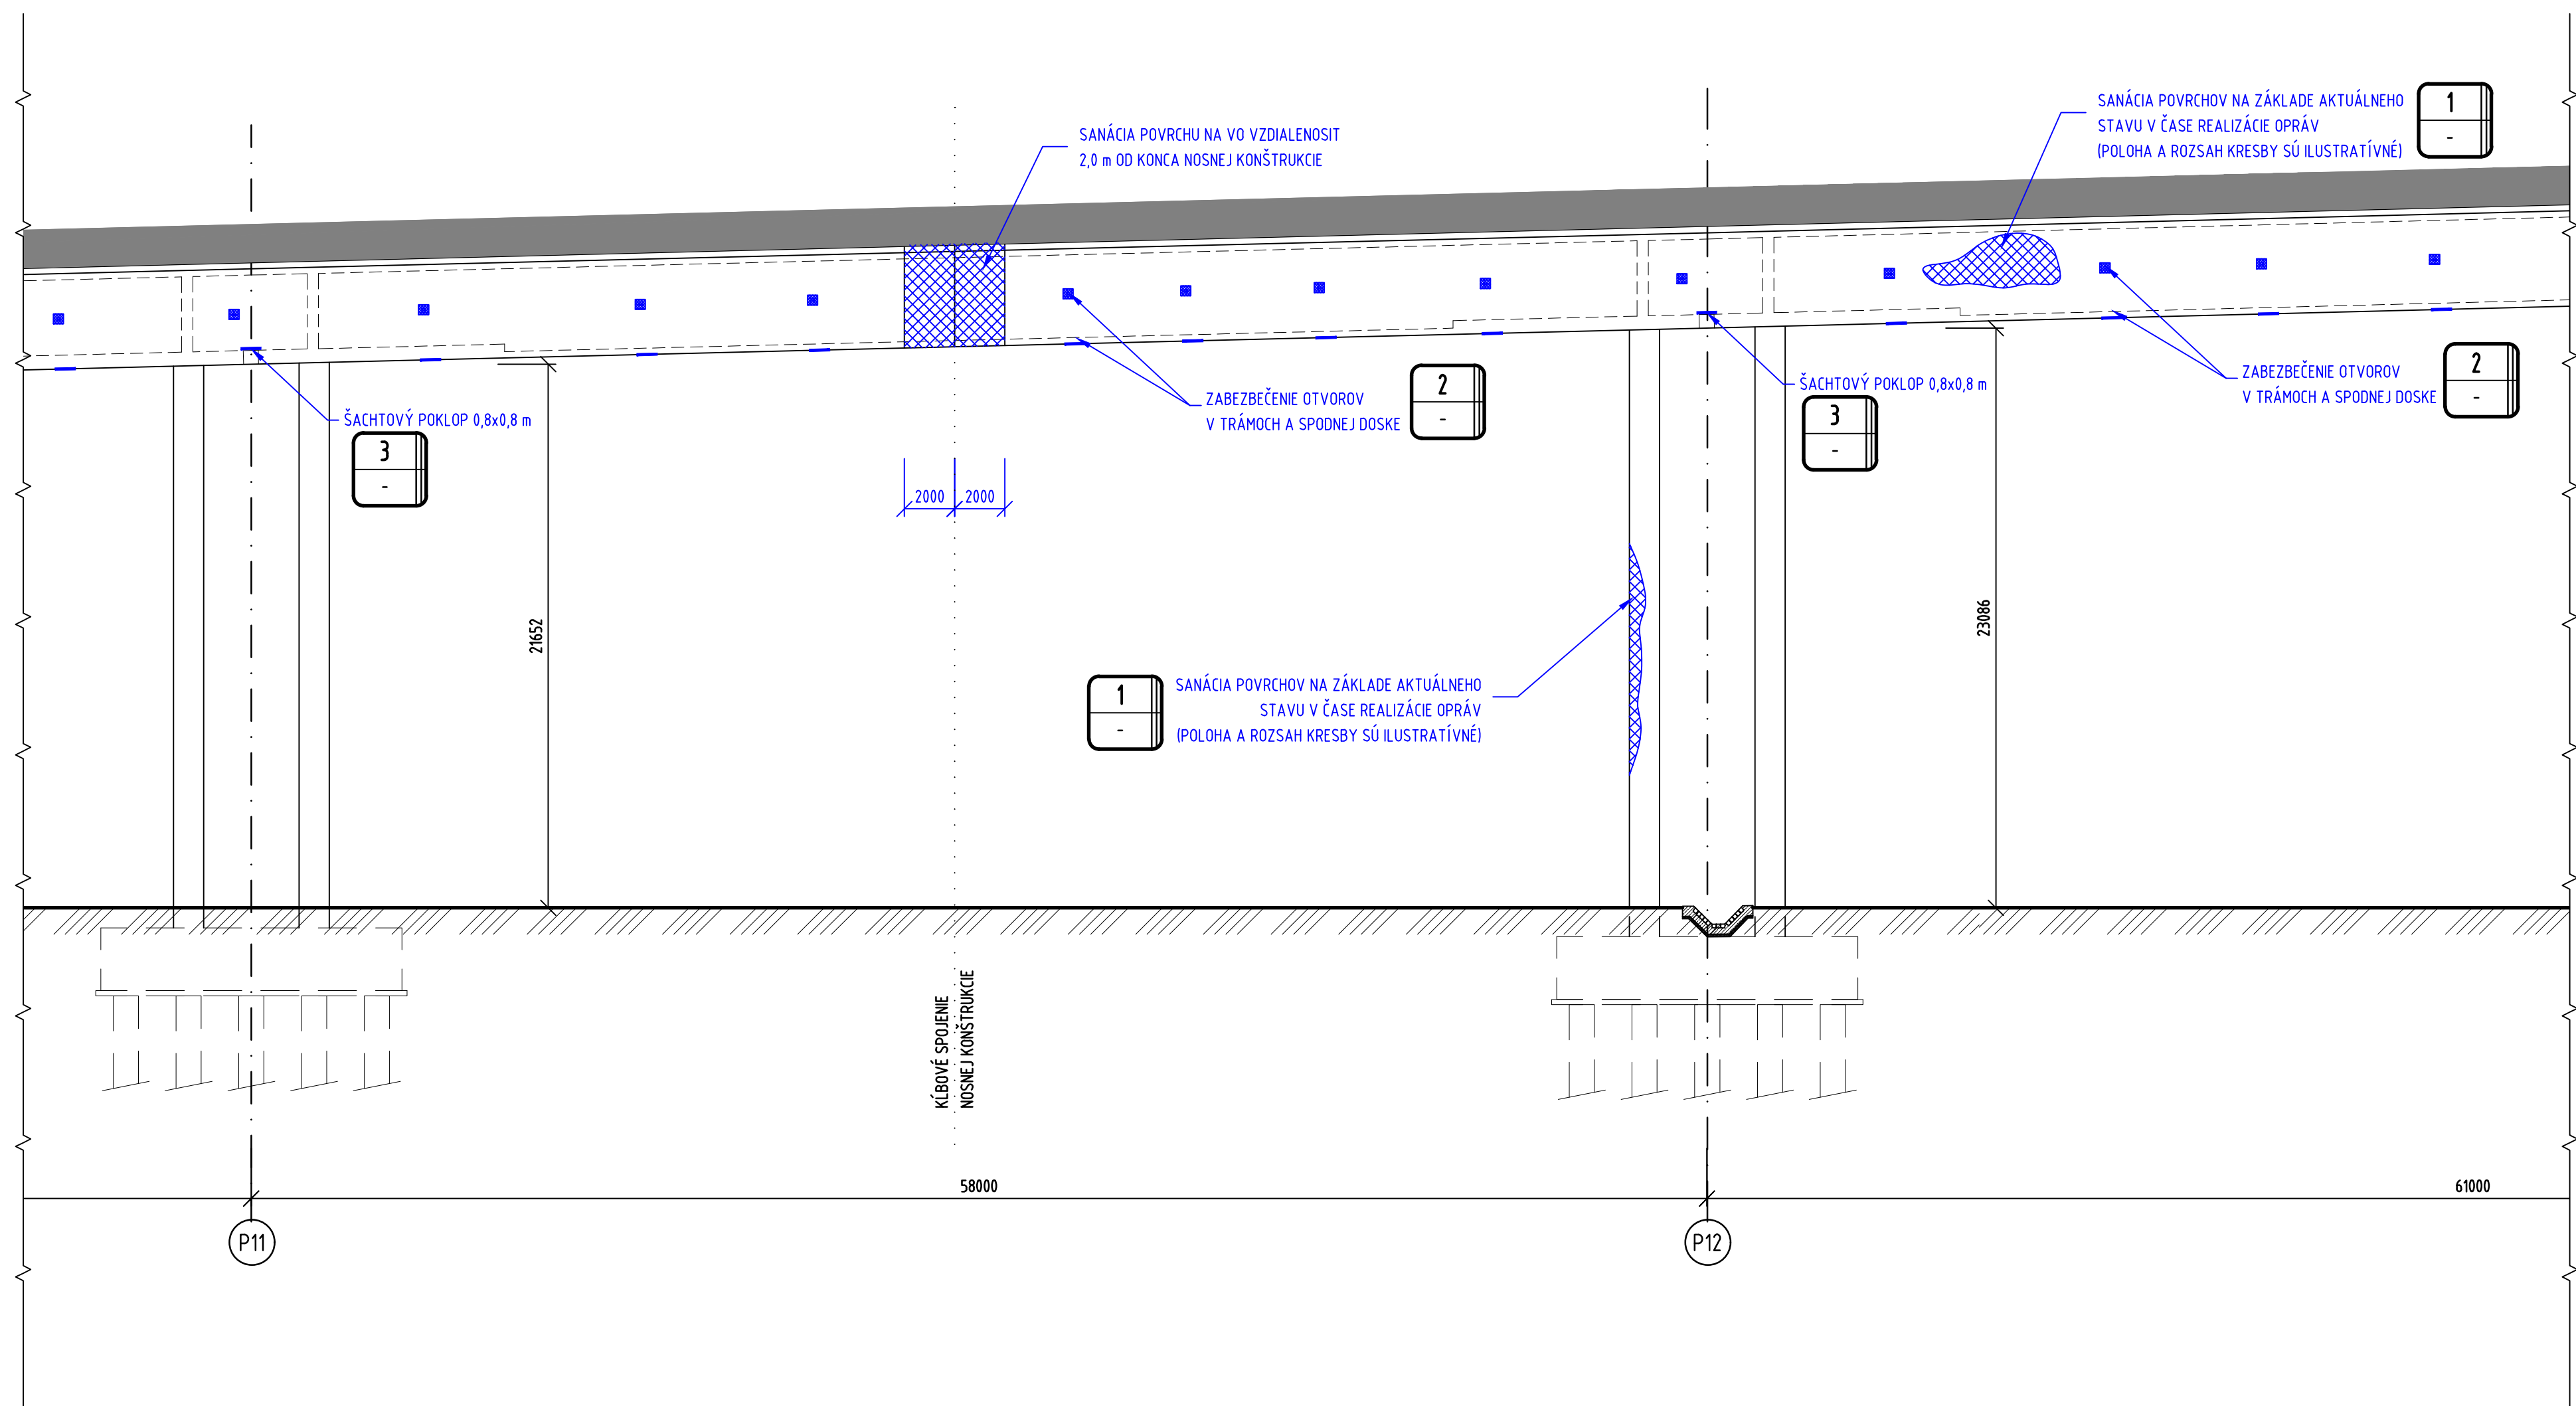 SANÁCIA POVRCHOV NA ZÁKLADE AKTUÁLNEHO
STAVU V ČASE REALIZÁCIE OPRÁV
(POLOHA A ROZSAH KRESBY SÚ ILUSTRATÍVNÉ)
1
-
SANÁCIA POVRCHU NA VO VZDIALENOSIT
2,0 m OD KONCA NOSNEJ KONŠTRUKCIE
ŠACHTOVÝ POKLOP 0,8x0,8 m
3
-
ZABEZBEČENIE OTVOROV
V TRÁMOCH A SPODNEJ DOSKE
2
-
ŠACHTOVÝ POKLOP 0,8x0,8 m
3
-
ZABEZBEČENIE OTVOROV
V TRÁMOCH A SPODNEJ DOSKE
2
-
2000
2000
21652
23086
1
-
SANÁCIA POVRCHOV NA ZÁKLADE AKTUÁLNEHO
STAVU V ČASE REALIZÁCIE OPRÁV
(POLOHA A ROZSAH KRESBY SÚ ILUSTRATÍVNÉ)
KĹBOVÉ SPOJENIE
NOSNEJ KONŠTRUKCIE
58000
61000
P11
P12